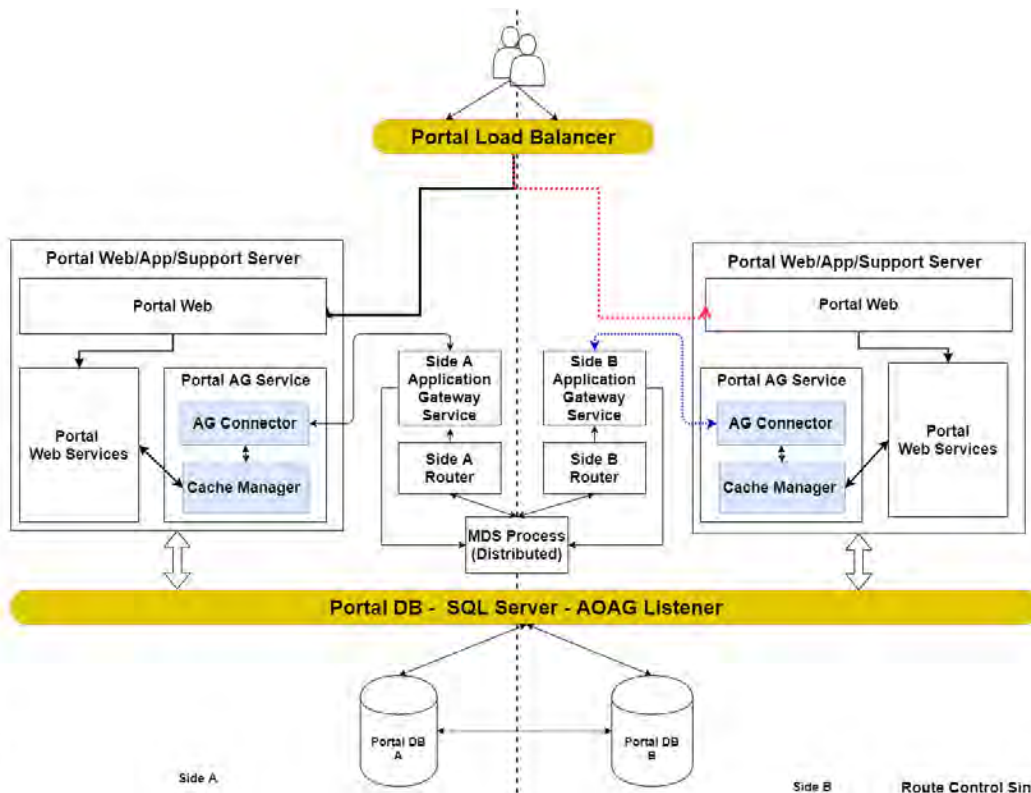 Portal Load Balancer
Portal Web/App/Support Server
Portal Web
Portal
Web Services
Portal AG Service
AG Connector
Cache Manager
Side A
Application
Gateway
Service
Side A
Router
Side B
Application
Gateway
Service
Side B
Router
MDS Process
(Distributed)
Portal Web/App/Support Server
Portal Web
Portal AG Service
AG Connector
Cache Manager
Portal
Web Services
Portal DB - SQL Server - AOAG Listener
Portal DB
A
Portal DB
B
Side A
Side B
Route Control Sin